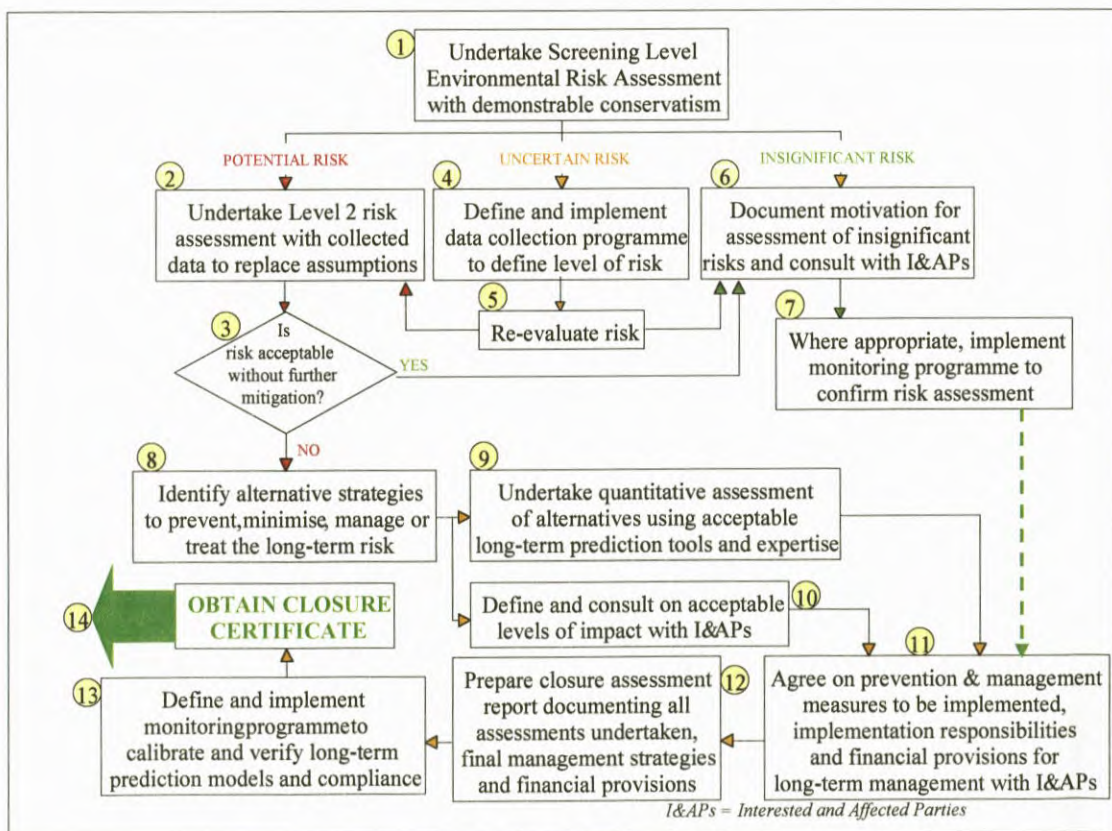 1
Undertake Screening Level
Environmental Risk Assessment
with demonstrable conservatism
POTENTIAL RISK
UNCERTAIN RISK
INSIGNIFICANT RISK
2
Undertake Level 2 risk
assessment with collected
data to replace assumptions
4
Define and implement
data collection programme
to define level of risk
6
Document motivation for
assessment of insignificant
risks and consult with I&APs
5
Re-evaluate risk
3
Is
risk acceptable
without further
mitigation?
YES
NO
7
Where appropriate, implement
monitoring programme to
confirm risk assessment
8
Identify alternative strategies
to prevent,minimise, manage or
treat the long-term risk
9
Undertake quantitative assessment
of alternatives using acceptable
long-term prediction tools and expertise
10
Define and consult on acceptable
levels of impact with I&APs
11
Agree on prevention & management
measures to be implemented,
implementation responsibilities
and financial provisions for
long-term management with I&APs
12
Prepare closure assessment
report documenting all
assessments undertaken,
final management strategies
and financial provisions
13
Define and implement
monitoringprogrammeto
calibrate and verify long-term
prediction models and compliance
14
OBTAIN CLOSURE
CERTIFICATE
I&APs = Interested and Affected Parties